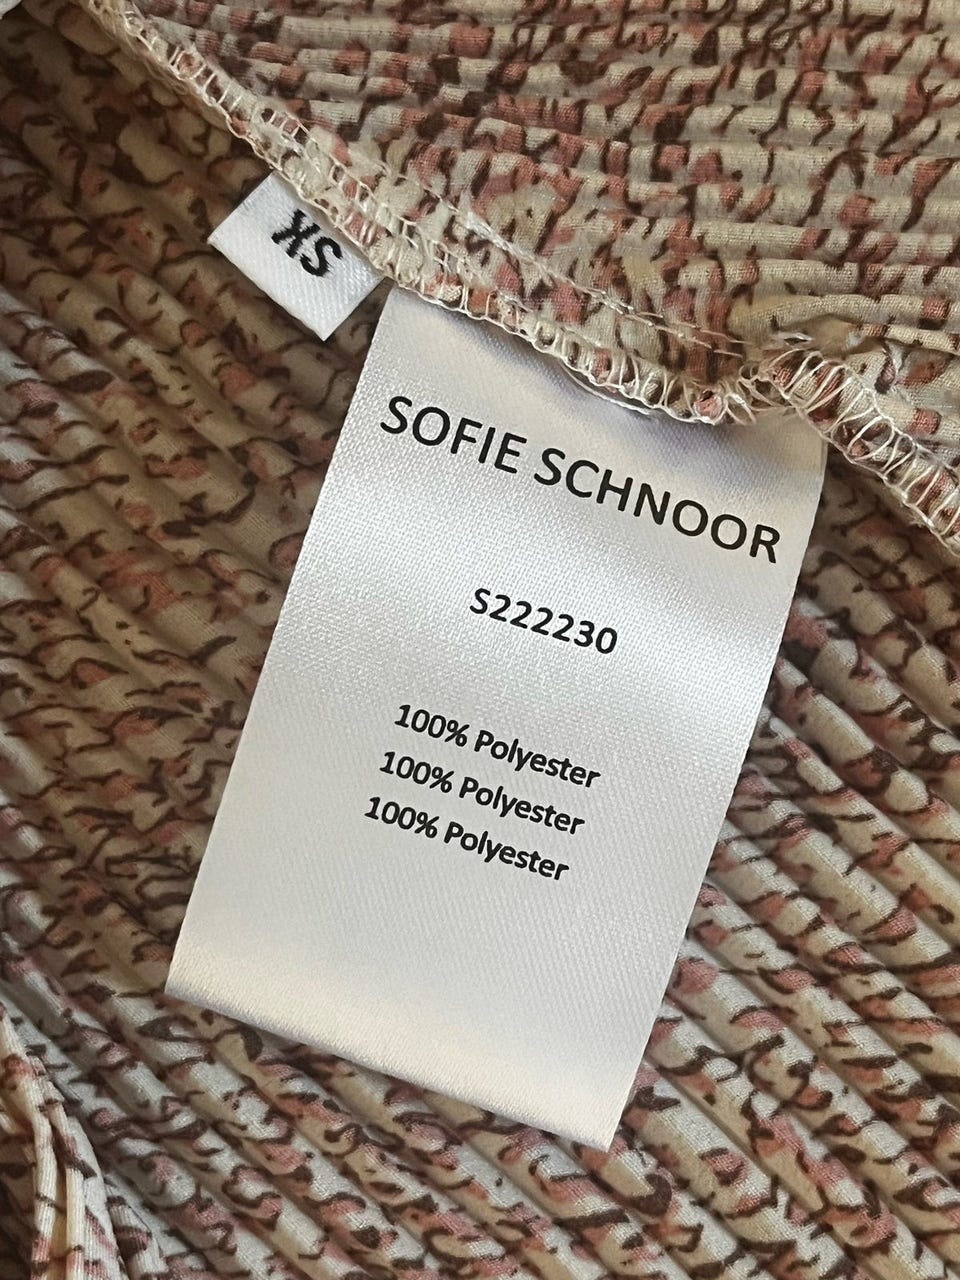 XS
SOFIE SCHNOOR
S222230
100% Polyester
100% Polyester
100% Polyester